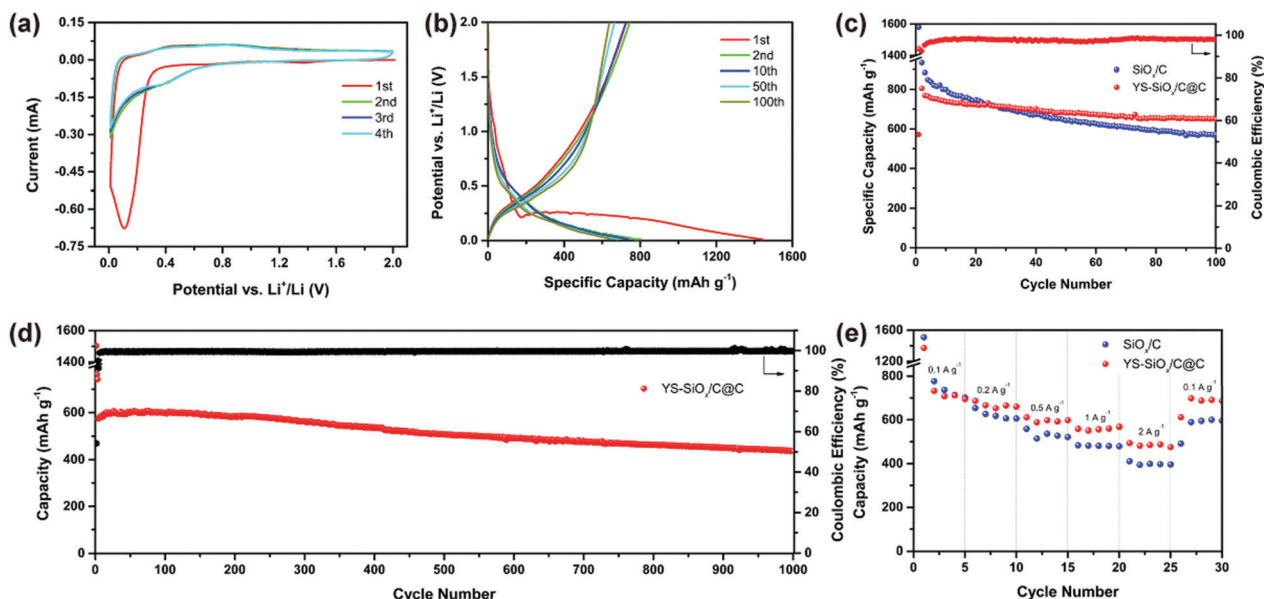 (a)
0.15
0.00
-0.15
-0.30
-0.45
-0.60
-0.75
Current (mA)
1st
2nd
3rd
4th
0.0
0.4
0.8
1.2
1.6
2.0
Potential vs. Li⁺/Li (V)
(b)
2.0
1.5
1.0
0.5
0.0
Potential vs. Li⁺/Li (V)
1st
2nd
10th
50th
100th
0
400
800
1200
1600
Specific Capacity (mAh g⁻¹)
(c)
1600
1400
800
600
400
200
0
Specific Capacity (mAh g⁻¹)
SiOₓ/C
YS-SiOₓ/C@C
100
80
60
40
20
0
Coulombic Efficiency (%)
0
20
40
60
80
100
Cycle Number
(d)
1600
1400
800
600
400
200
0
Capacity (mAh g⁻¹)
YS-SiOₓ/C@C
100
80
60
40
20
0
Coulombic Efficiency (%)
0
100
200
300
400
500
600
700
800
900
1000
Cycle Number
(e)
1600
1200
800
600
400
200
0
Capacity (mAh g⁻¹)
SiOₓ/C
YS-SiOₓ/C@C
0.1 A g⁻¹
0.2 A g⁻¹
0.5 A g⁻¹
1 A g⁻¹
2 A g⁻¹
0.1 A g⁻¹
0
5
10
15
20
25
30
Cycle Number